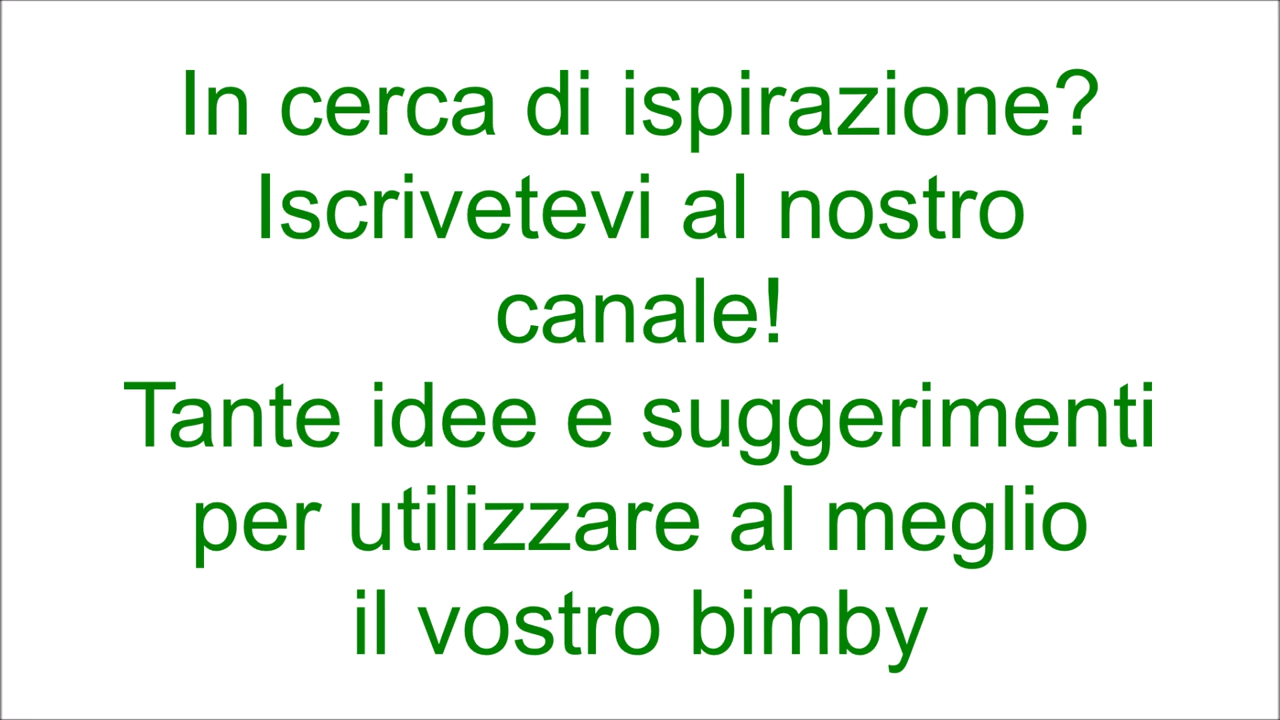 In cerca di ispirazione?
Iscrivetevi al nostro
canale!
Tante idee e suggerimenti
per utilizzare al meglio
il vostro bimby